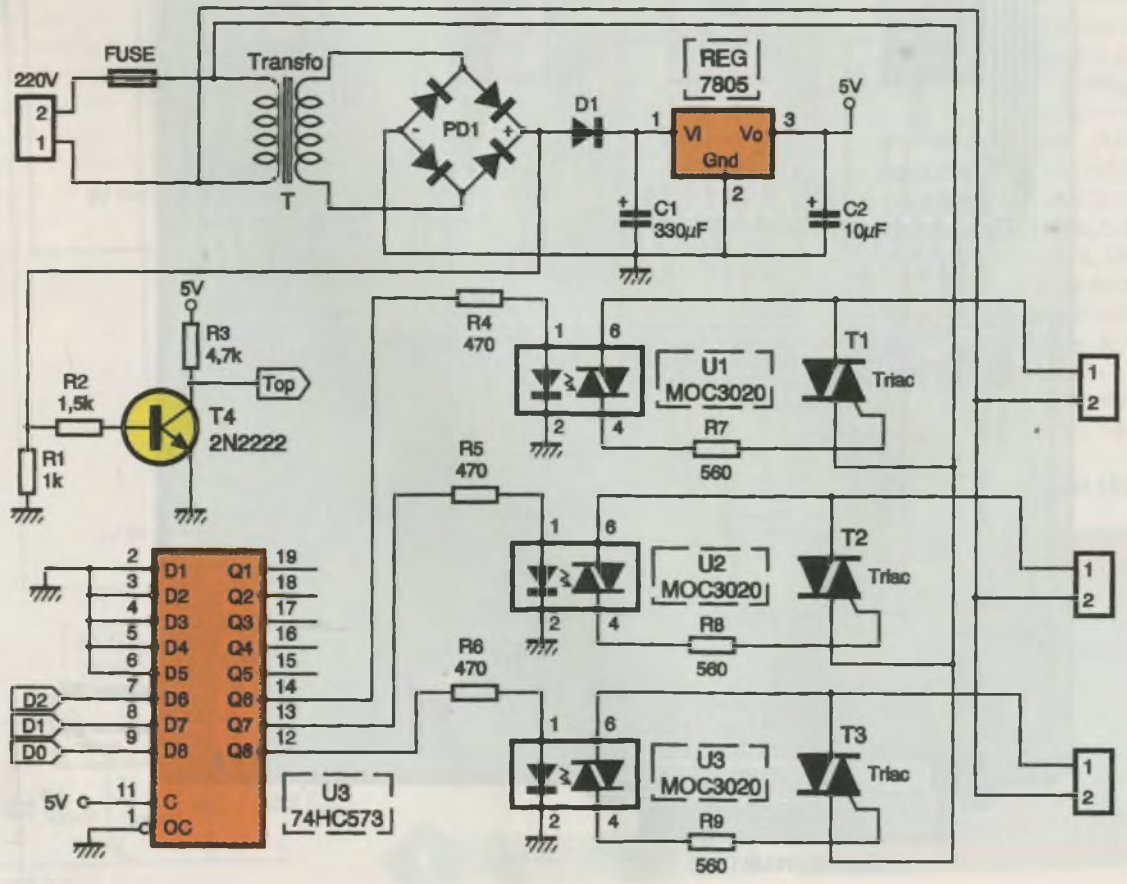 FUSE
220V
2
1
Transfo
T
PD1
-
+
D1
REG
7805
1
VI
Vo
3
Gnd
2
5V
+
C1
330µF
+
C2
10µF
5V
R3
4,7k
Top
R2
1,5k
T4
2N2222
R1
1k
R4
470
1
6
2
4
U1
MOC3020
R7
560
T1
Triac
1
2
R5
470
1
6
2
4
U2
MOC3020
R8
560
T2
Triac
1
2
R6
470
1
6
2
4
U3
MOC3020
R9
560
T3
Triac
1
2
2 D1 Q1 19
3 D2 Q2 18
4 D3 Q3 17
5 D4 Q4 16
6 D5 Q5 15
D2 7 D6 Q6 14
D1 8 D7 Q7 13
D0 9 D8 Q8 12
5V 11 C
1 OC
U3
74HC573